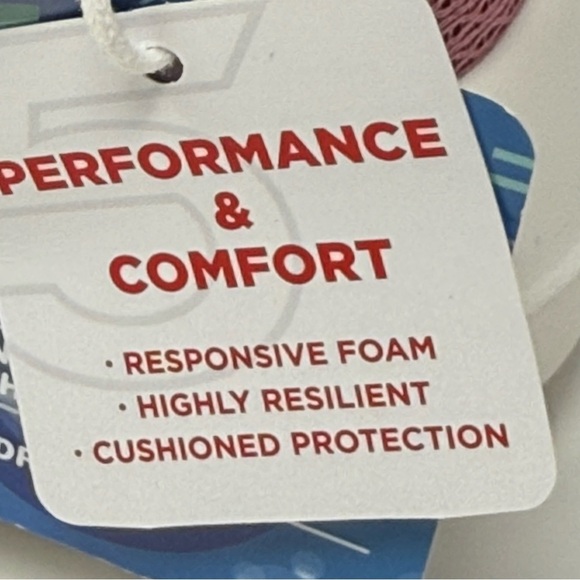 PERFORMANCE
&
COMFORT
· RESPONSIVE FOAM
· HIGHLY RESILIENT
· CUSHIONED PROTECTION